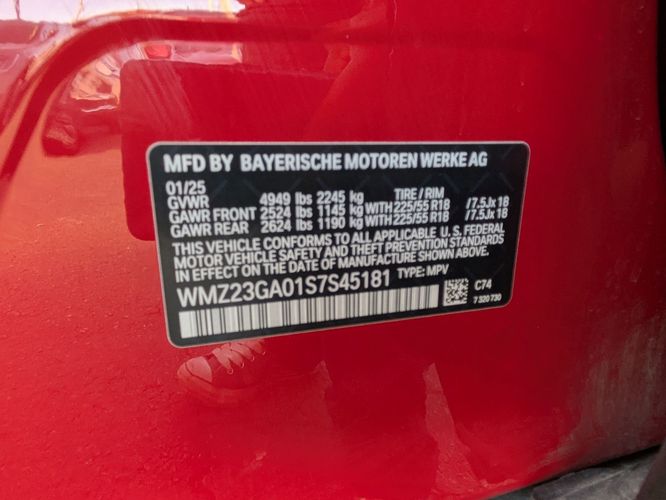 MFD BY BAYERISCHE MOTOREN WERKE AG
01/25 TIRE / RIM
GVWR 4949 lbs 2245 kg
GAWR FRONT 2524 lbs 1145 kg WITH 225/55 R18 /7.5Jx18
GAWR REAR 2624 lbs 1190 kg WITH 225/55 R18 /7.5Jx18
THIS VEHICLE CONFORMS TO ALL APPLICABLE U.S. FEDERAL
MOTOR VEHICLE SAFETY AND THEFT PREVENTION STANDARDS
IN EFFECT ON THE DATE OF MANUFACTURE SHOWN ABOVE.
WMZ23GA01S7S45181 TYPE: MPV
C74
7 320 730